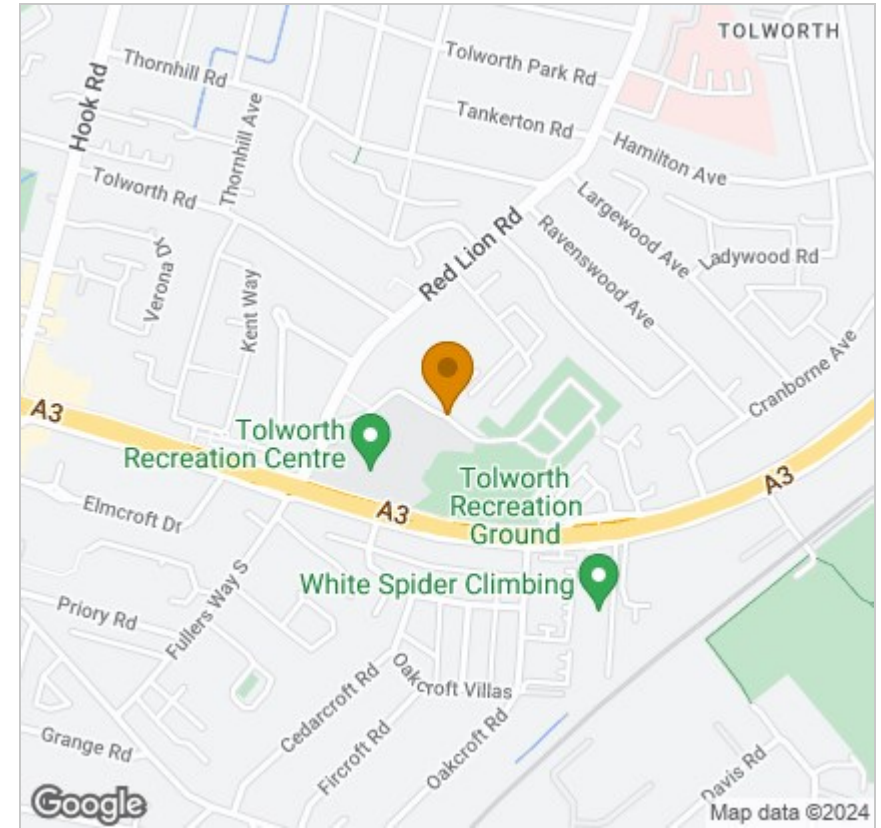 TOLWORTH
Tolworth Park Rd
Thornhill Rd
Hook Rd
Tankerton Rd
Thornhill Ave
Hamilton Ave
Tolworth Rd
Largewood Ave
Red Lion Rd
Ravenswood Ave
Ladywood Rd
Verona Dr
Kent Way
Cranborne Ave
A3
Tolworth
Recreation Centre
Tolworth
Recreation
Ground
A3
A3
Elmcroft Dr
White Spider Climbing
Fullers Way S
Priory Rd
Oakcroft Villas
Cedarcroft Rd
Fircroft Rd
Oakcroft Rd
Grange Rd
Davis Rd
Google
Map data ©2024